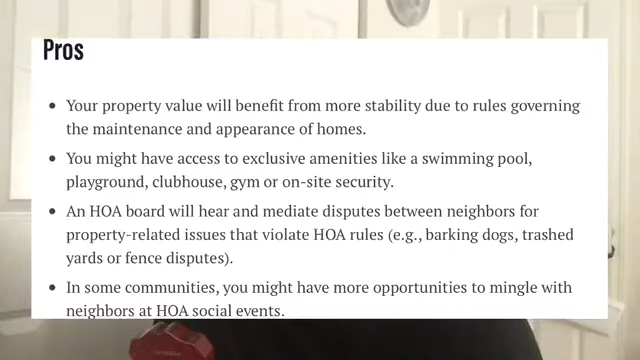 Pros
• Your property value will benefit from more stability due to rules governing
the maintenance and appearance of homes.
• You might have access to exclusive amenities like a swimming pool,
playground, clubhouse, gym or on-site security.
• An HOA board will hear and mediate disputes between neighbors for
property-related issues that violate HOA rules (e.g., barking dogs, trashed
yards or fence disputes).
• In some communities, you might have more opportunities to mingle with
neighbors at HOA social events.